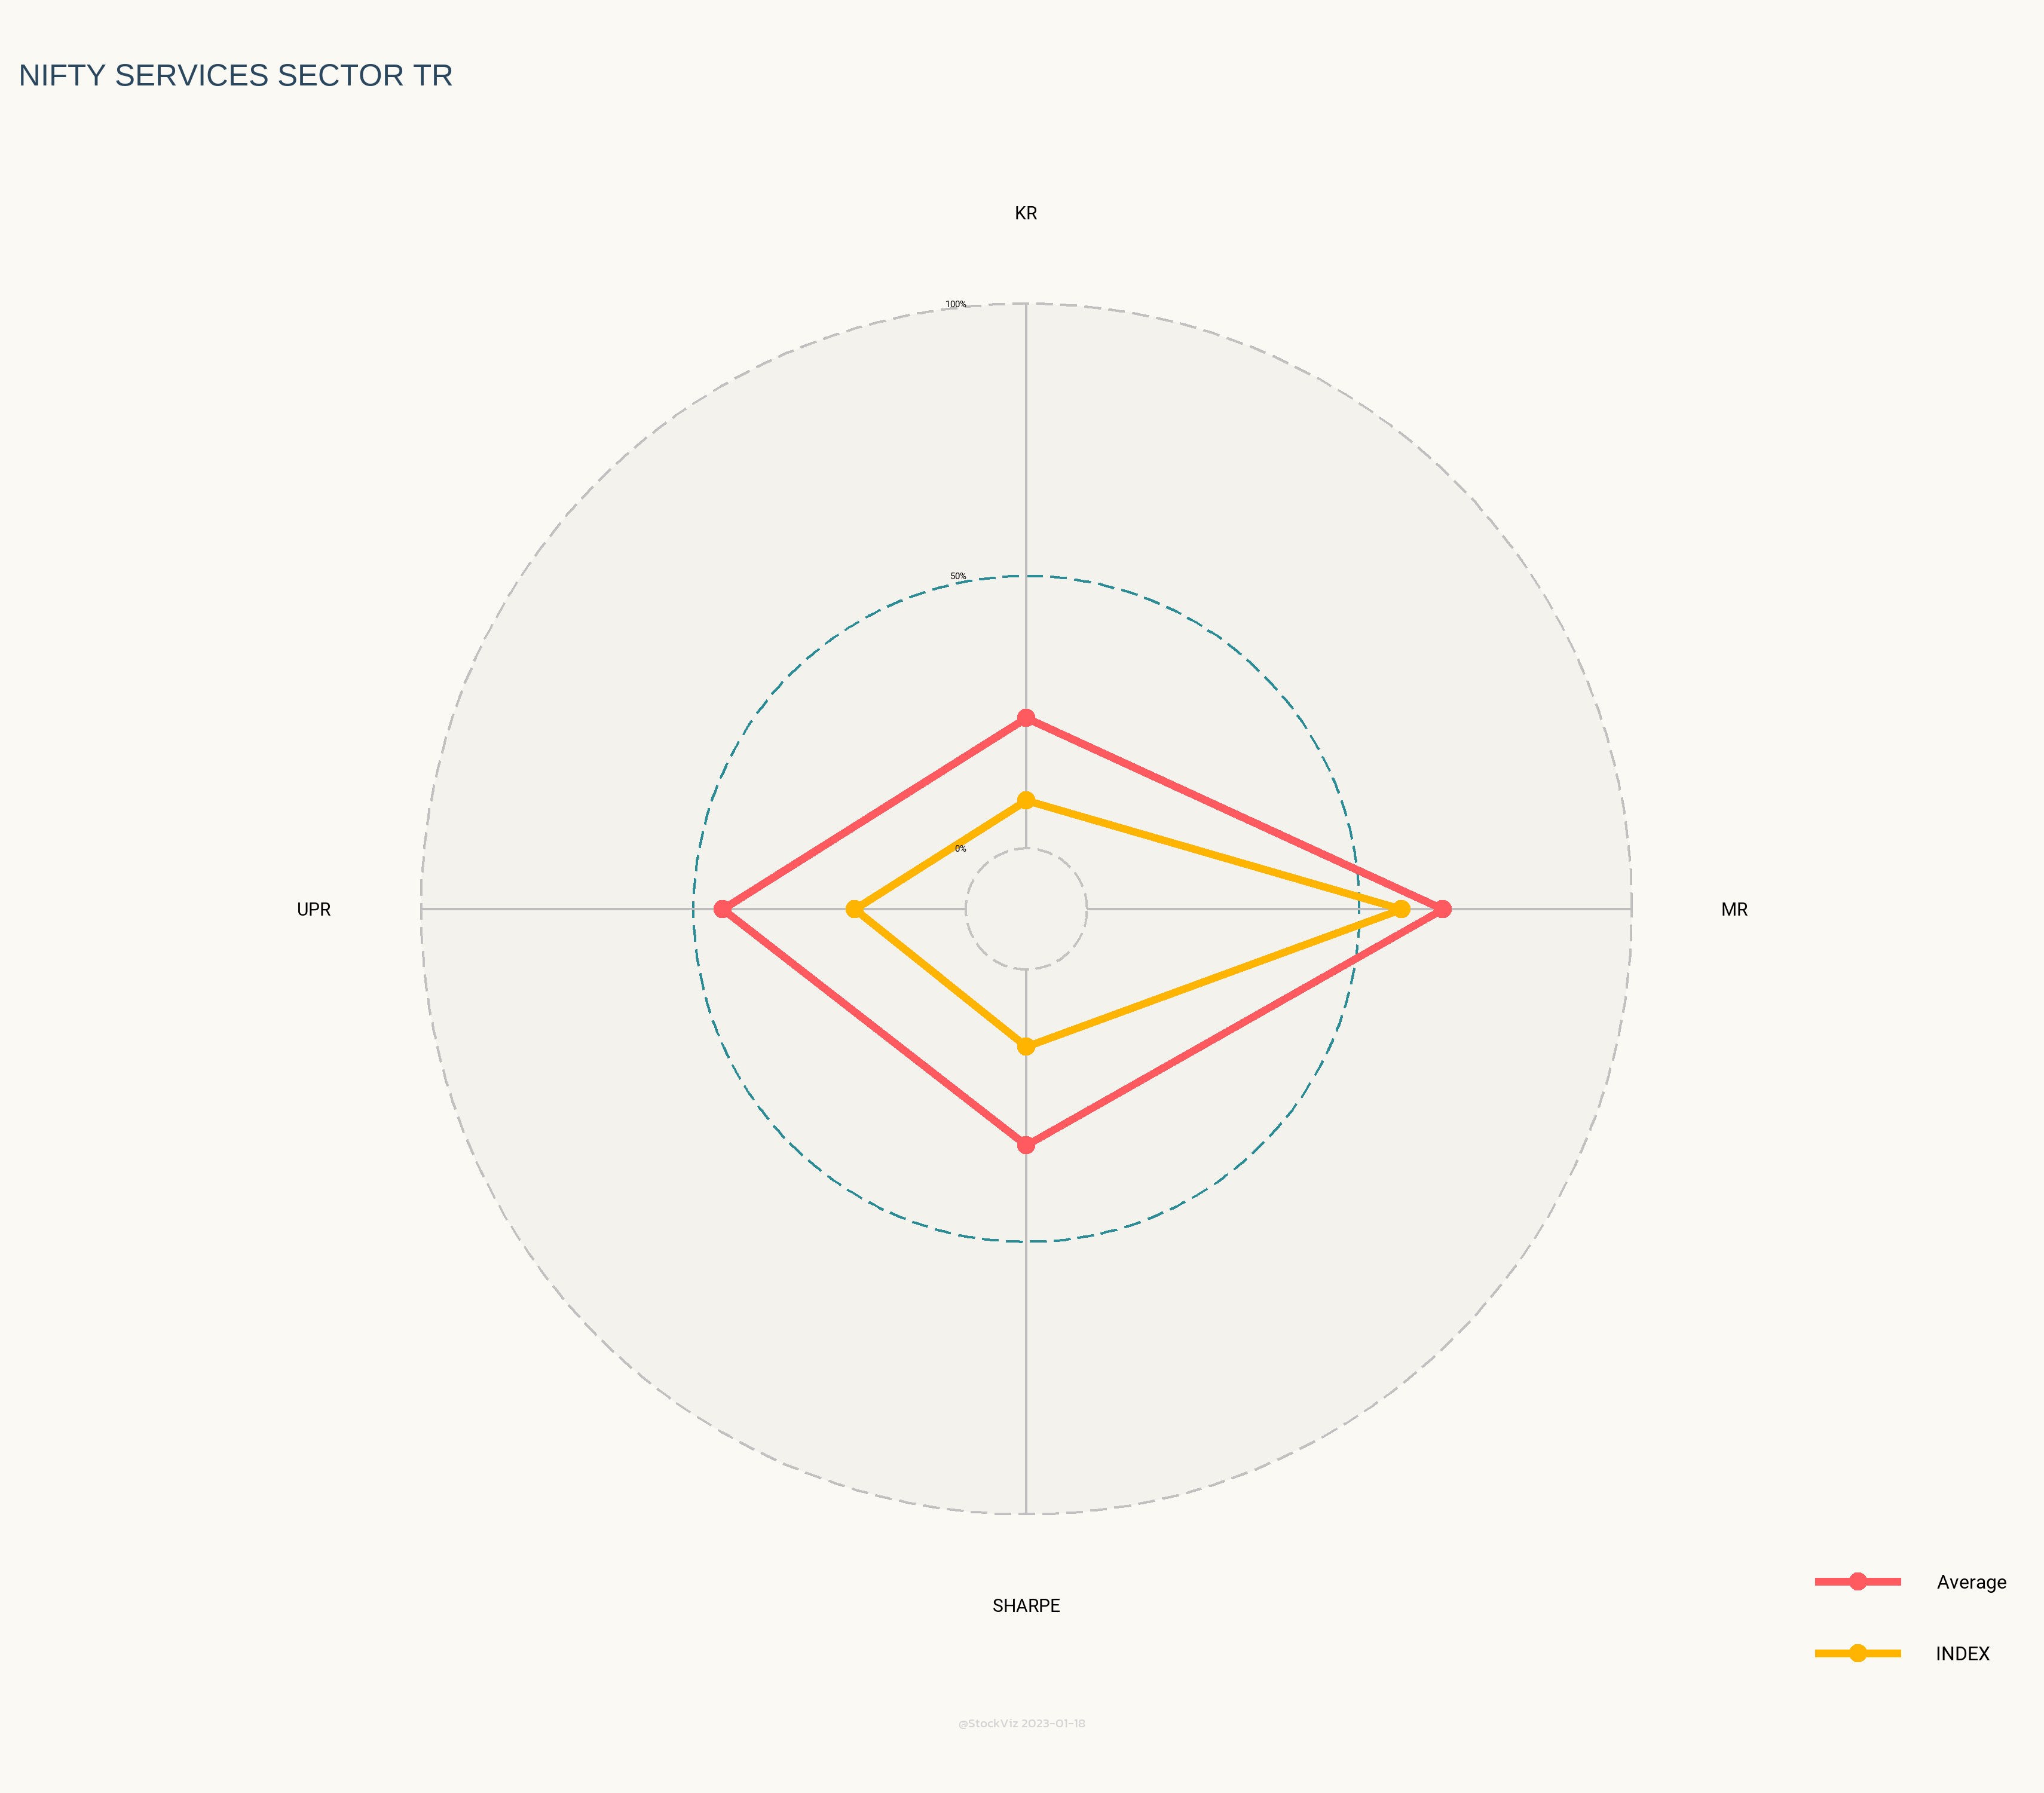 NIFTY SERVICES SECTOR TR
KR
100%
50%
0%
UPR
MR
SHARPE
Average
INDEX
@StockViz 2023-01-18